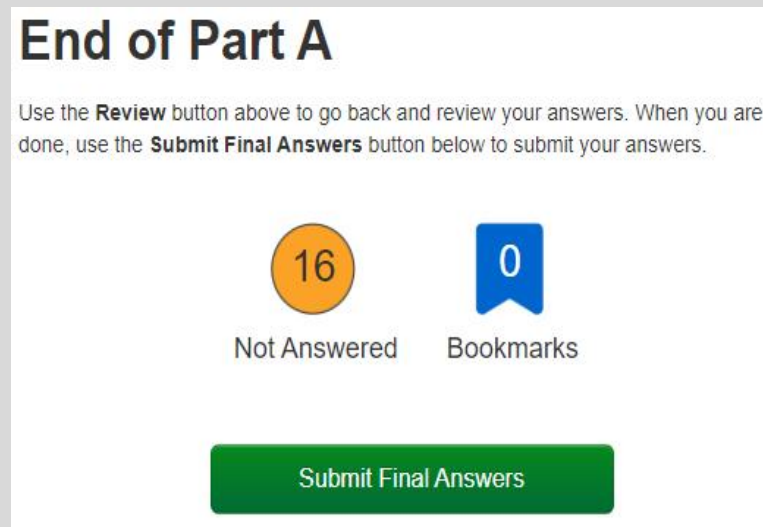 End of Part A
Use the Review button above to go back and review your answers. When you are
done, use the Submit Final Answers button below to submit your answers.
16
0
Not Answered
Bookmarks
Submit Final Answers